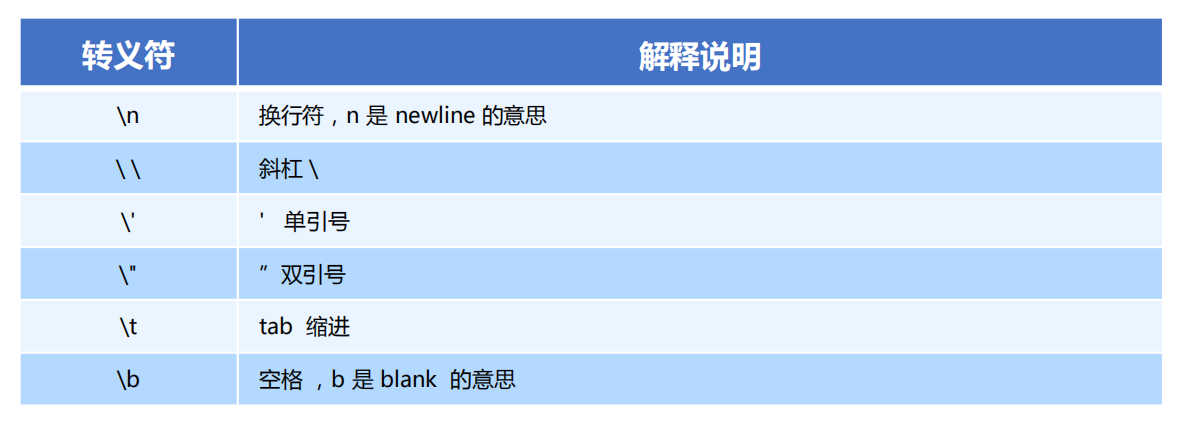 转义符 解释说明
\n 换行符，n 是 newline 的意思
\ \ 斜杠 \
\' ' 单引号
\" ” 双引号
\t tab 缩进
\b 空格 ，b 是 blank 的意思